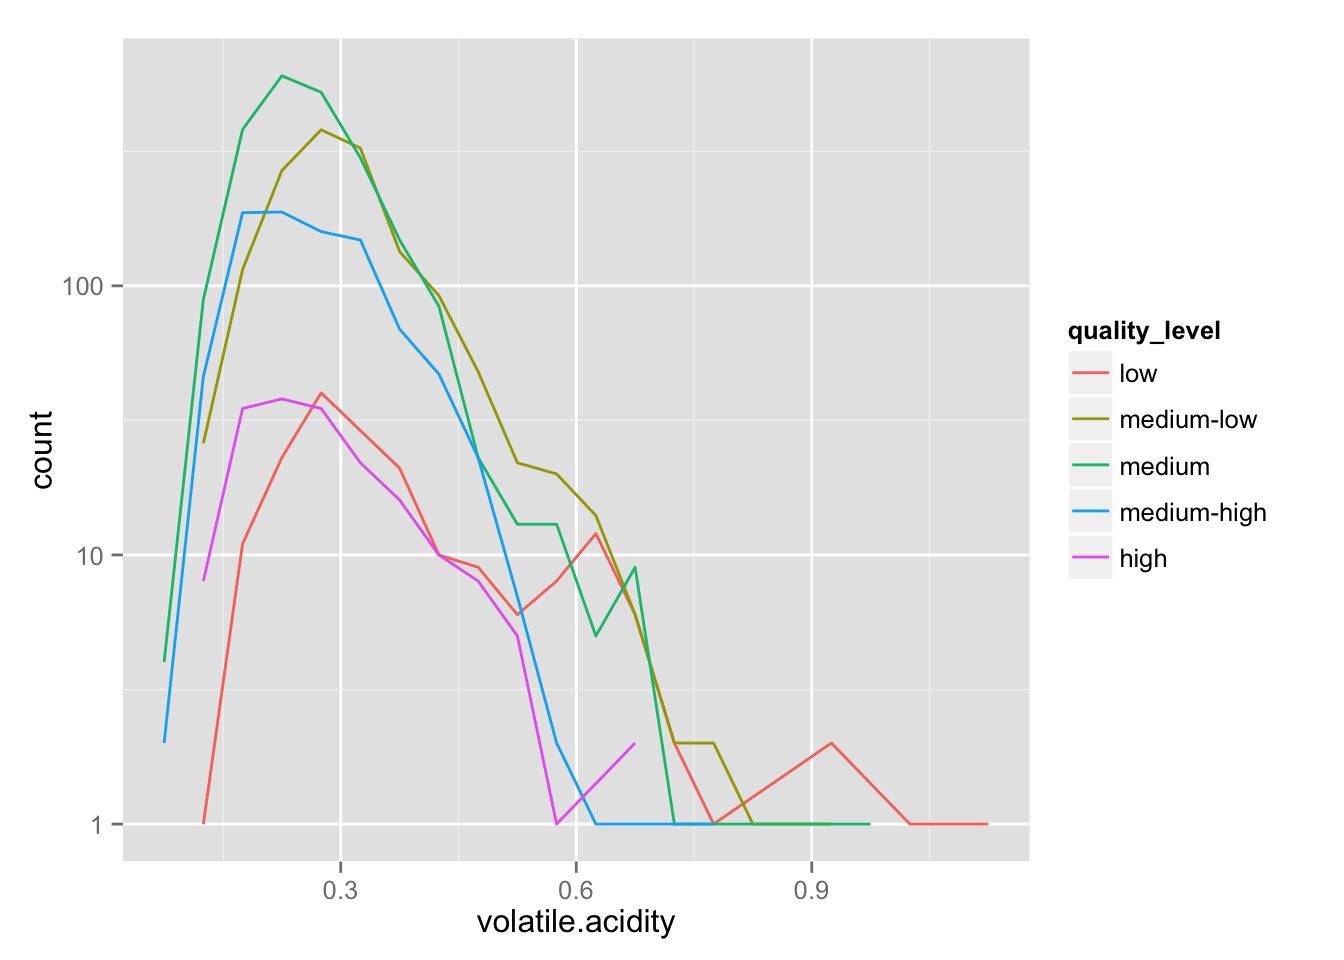 100
10
1
count
0.3
0.6
0.9
volatile.acidity
quality_level
low
medium-low
medium
medium-high
high